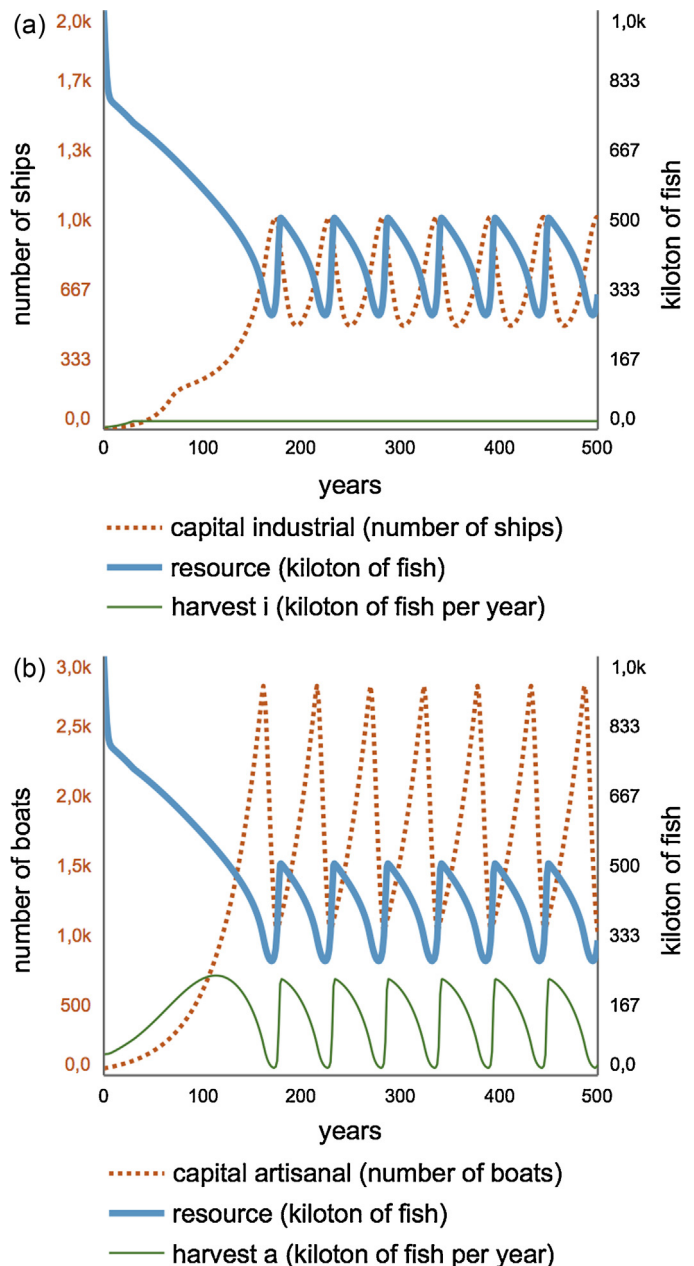 (a)
2,0k
1,7k
1,3k
1,0k
667
333
0,0
number of ships
1,0k
833
667
500
333
167
0,0
kiloton of fish
0 100 200 300 400 500
years
capital industrial (number of ships)
resource (kiloton of fish)
harvest i (kiloton of fish per year)
(b)
3,0k
2,5k
2,0k
1,5k
1,0k
500
0,0
number of boats
1,0k
833
667
500
333
167
0,0
kiloton of fish
0 100 200 300 400 500
years
capital artisanal (number of boats)
resource (kiloton of fish)
harvest a (kiloton of fish per year)